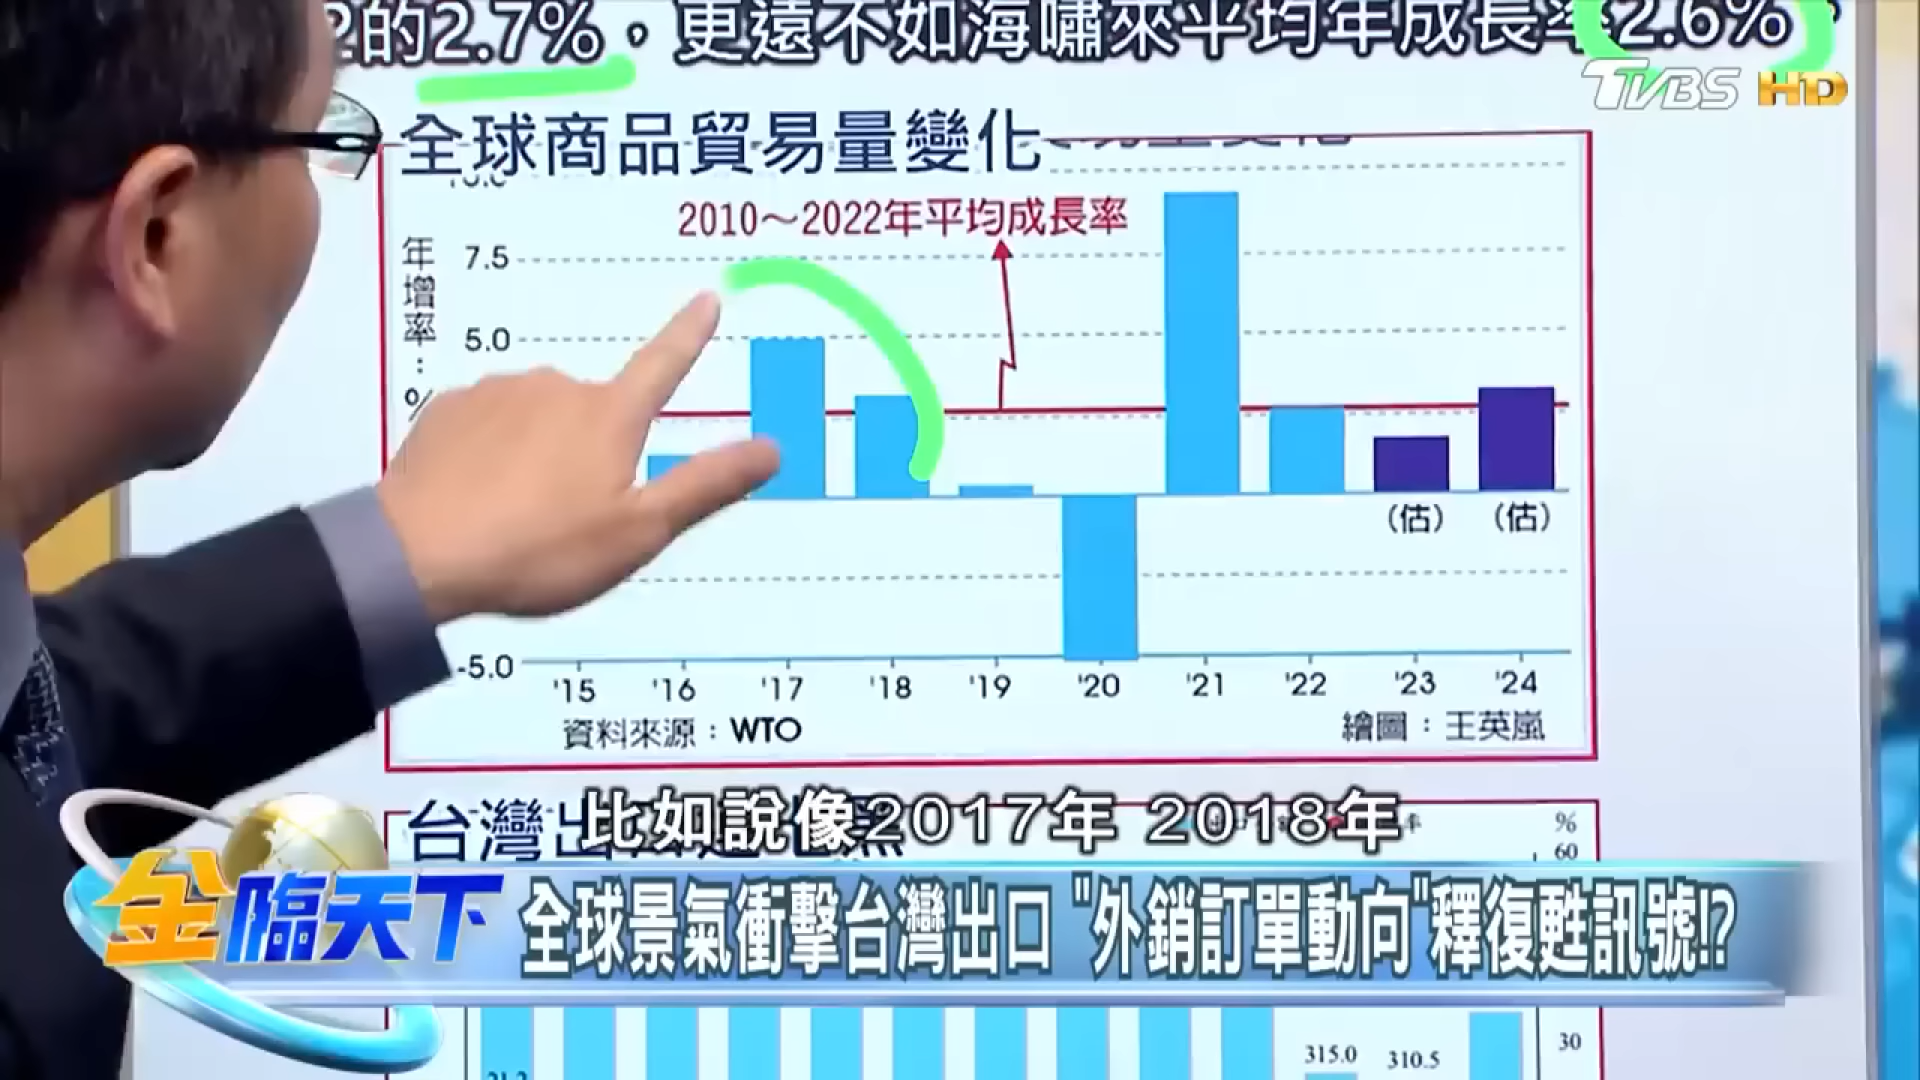 的2.7%，更遠不如海嘯來平均年成長率2.6%
TVBS HD
全球商品貿易量變化
2010～2022年平均成長率
年增率：%
7.5
5.0
-5.0
(估) (估)
'15 '16 '17 '18 '19 '20 '21 '22 '23 '24
資料來源：WTO
繪圖：王英嵐
台灣出
比如說像2017年 2018年
%
60
金臨天下
全球景氣衝擊台灣出口 "外銷訂單動向"釋復甦訊號!?
315.0 310.5
30